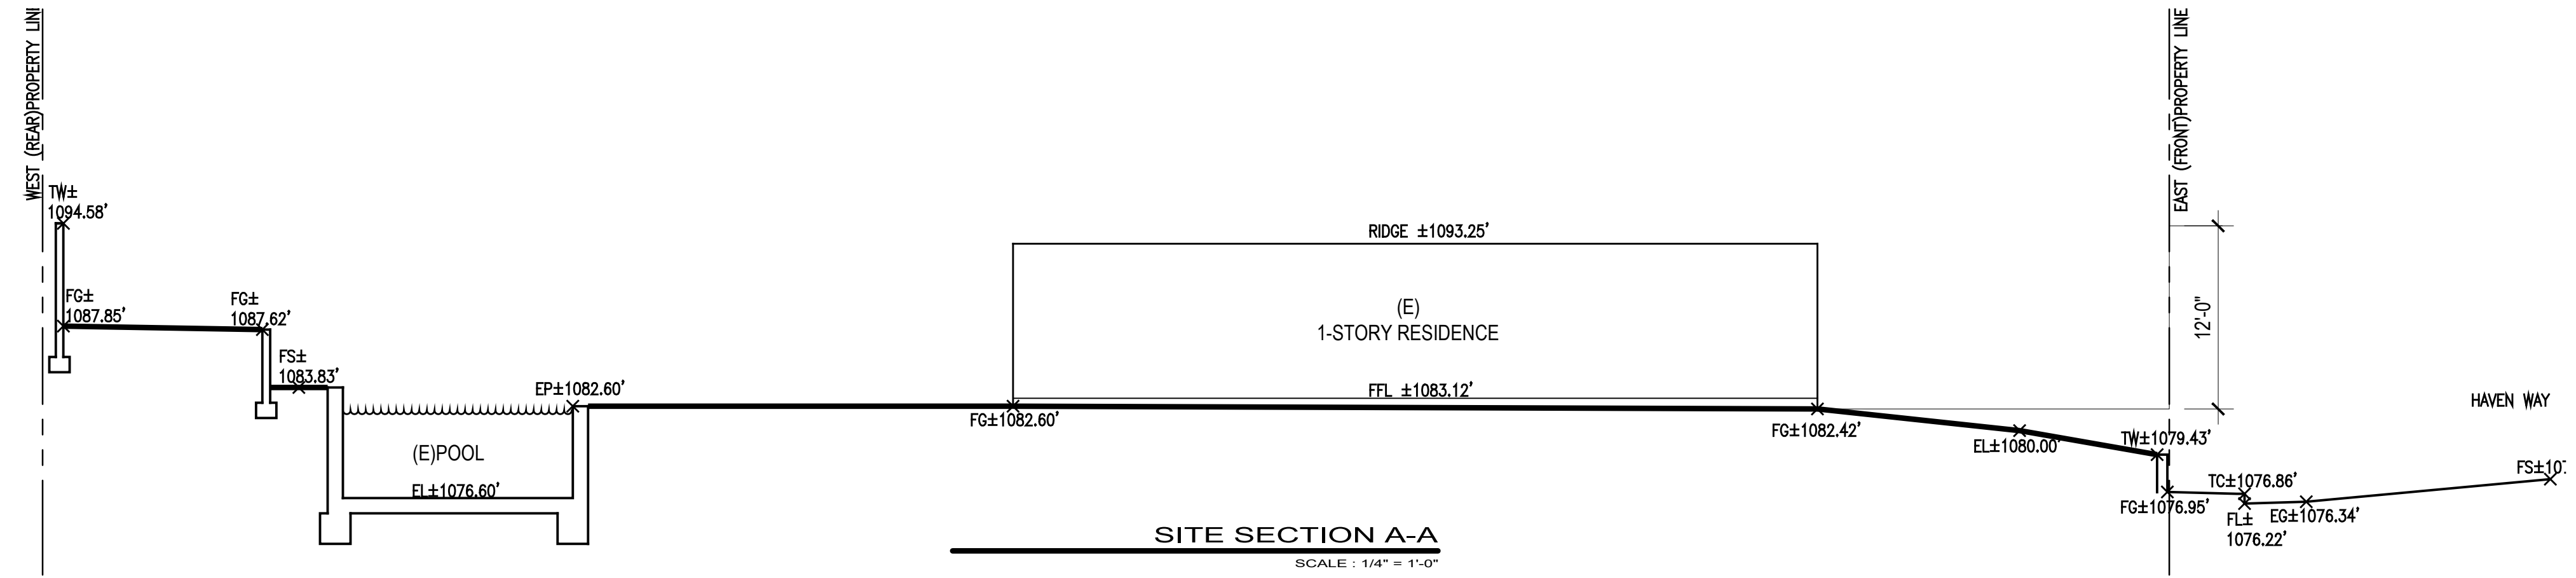 WEST (REAR)PROPERTY LINE
TW±
1094.58'
FG±
1087.85'
FG±
1087.62'
FS±
1083.83'
EP±1082.60'
(E)POOL
EL±1076.60'
RIDGE ±1093.25'
(E)
1-STORY RESIDENCE
FFL ±1083.12'
FG±1082.60'
FG±1082.42'
EL±1080.00'
EAST (FRONT)PROPERTY LINE
12'-0"
TW±1079.43'
FG±1076.95'
TC±1076.86'
FL±
1076.22'
EG±1076.34'
HAVEN WAY
SITE SECTION A-A
SCALE : 1/4" = 1'-0"